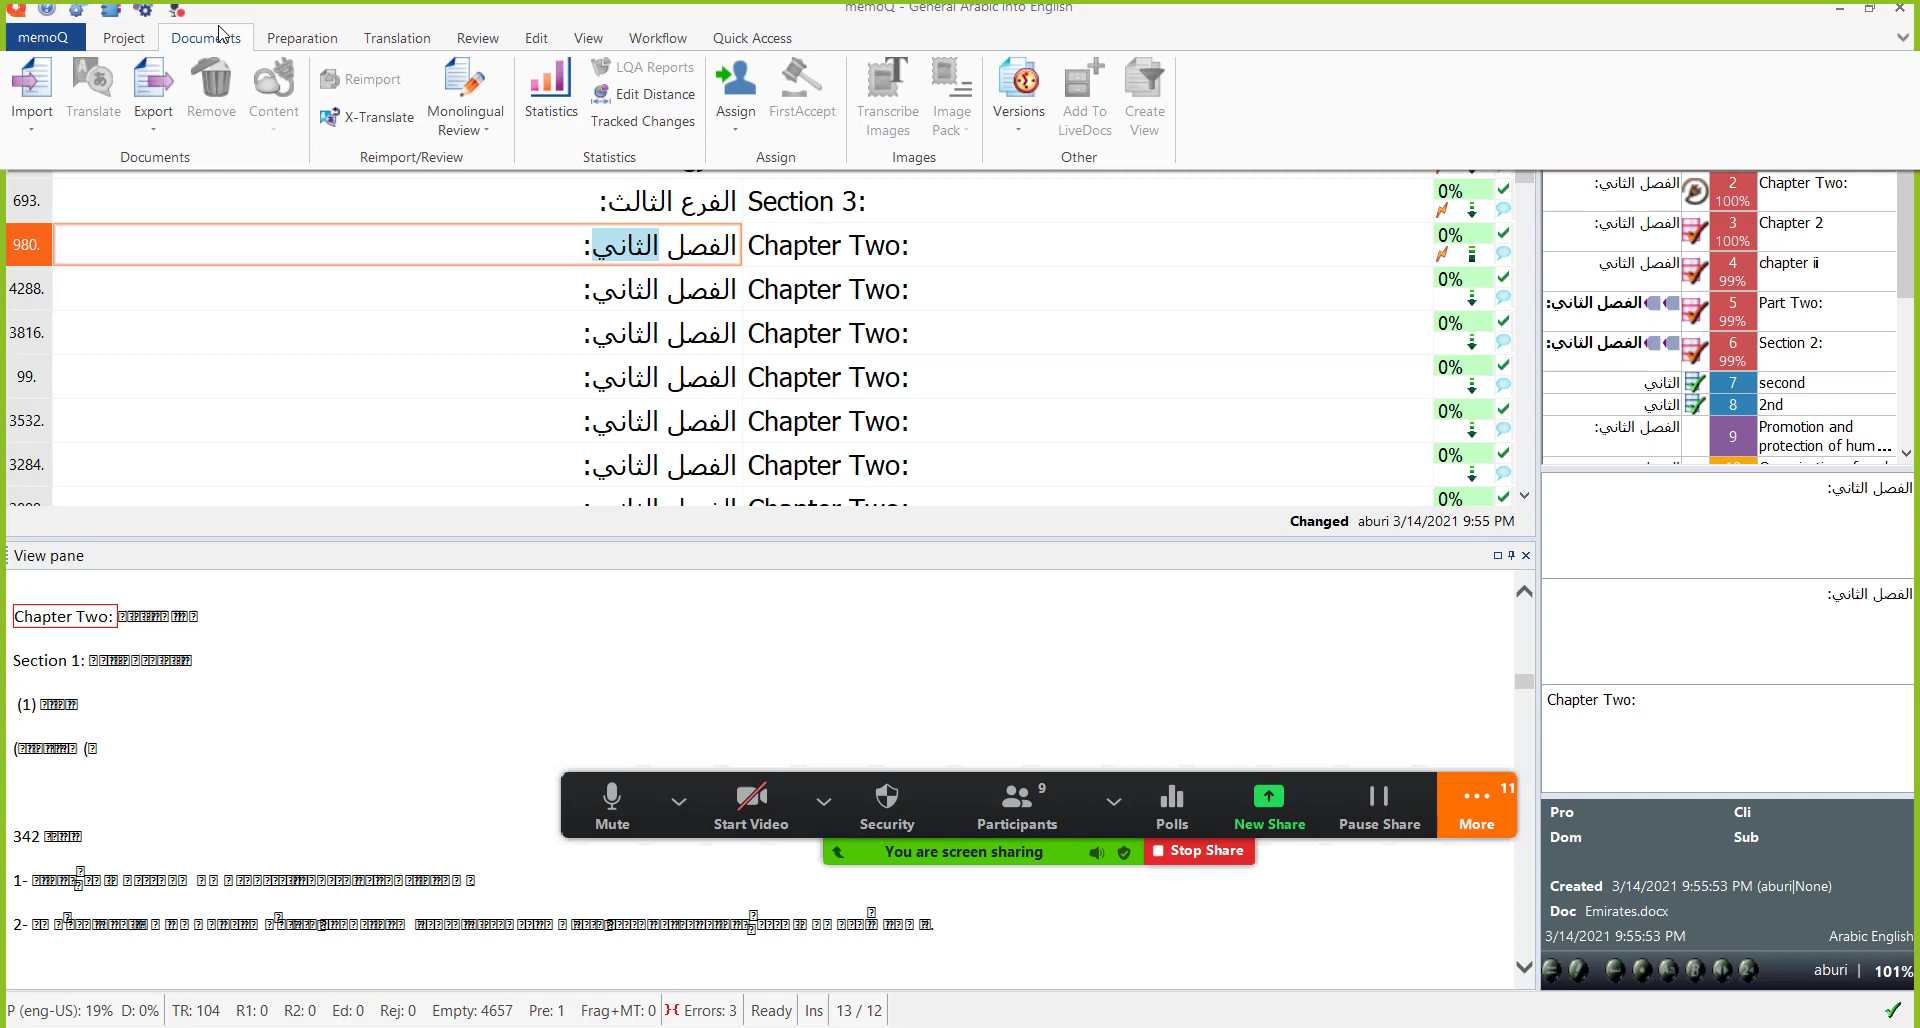 memoQ - General Arabic into English
memoQ Project Documents Preparation Translation Review Edit View Workflow Quick Access
Import Translate Export Remove Content
Documents
Reimport
X-Translate
Monolingual Review
Reimport/Review
Statistics
LQA Reports
Edit Distance
Tracked Changes
Statistics
Assign FirstAccept
Assign
Transcribe Images
Image Pack
Images
Versions
Add To LiveDocs
Create View
Other
693. الفرع الثالث: Section 3: 0%
980. الفصل الثاني: Chapter Two: 0%
4288. الفصل الثاني: Chapter Two: 0%
3816. الفصل الثاني: Chapter Two: 0%
99. الفصل الثاني: Chapter Two: 0%
3532. الفصل الثاني: Chapter Two: 0%
3284. الفصل الثاني: Chapter Two: 0%
الفصل الثاني: Chapter Two: 0%
Changed aburi 3/14/2021 9:55 PM
الفصل الثاني: 2 100% Chapter Two:
الفصل الثاني: 3 100% Chapter 2
الفصل الثاني 4 99% chapter ii
الفصل الثاني: 5 99% Part Two:
الفصل الثاني: 6 99% Section 2:
الثاني 7 second
الثاني 8 2nd
الفصل الثاني: 9 Promotion and
protection of hum...
الفصل الثاني:
الفصل الثاني:
Chapter Two:
View pane
Chapter Two:
Section 1:
(1)
342
1-
2-
Mute Start Video Security Participants 9 Polls New Share Pause Share More 11
You are screen sharing Stop Share
Pro Cli
Dom Sub
Created 3/14/2021 9:55:53 PM (aburi|None)
Doc Emirates.docx
3/14/2021 9:55:53 PM Arabic English
aburi | 101%
P (eng-US): 19% D: 0% TR: 104 R1: 0 R2: 0 Ed: 0 Rej: 0 Empty: 4657 Pre: 1 Frag+MT: 0 Errors: 3 Ready Ins 13 / 12